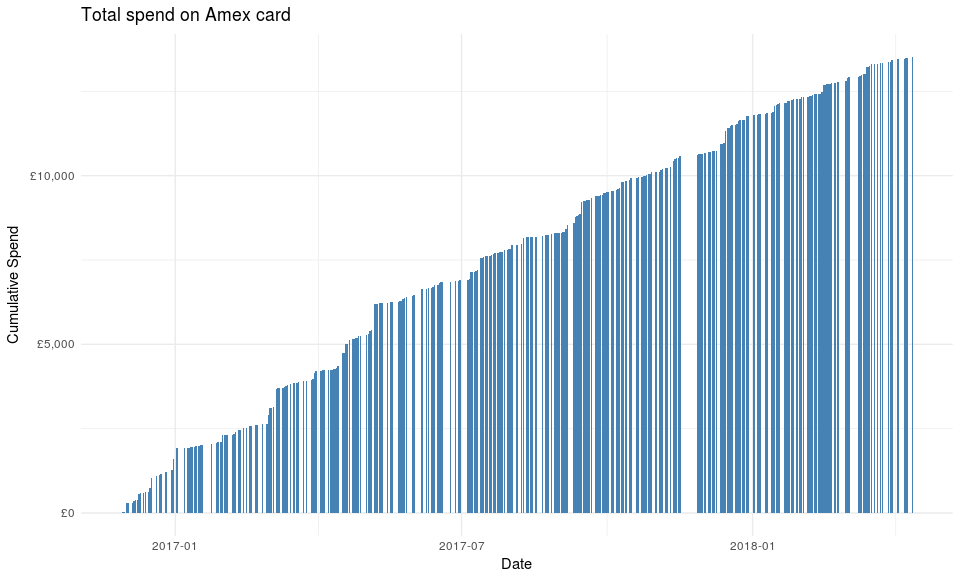 Total spend on Amex card
£10,000
£5,000
£0
Cumulative Spend
2017-01
2017-07
2018-01
Date